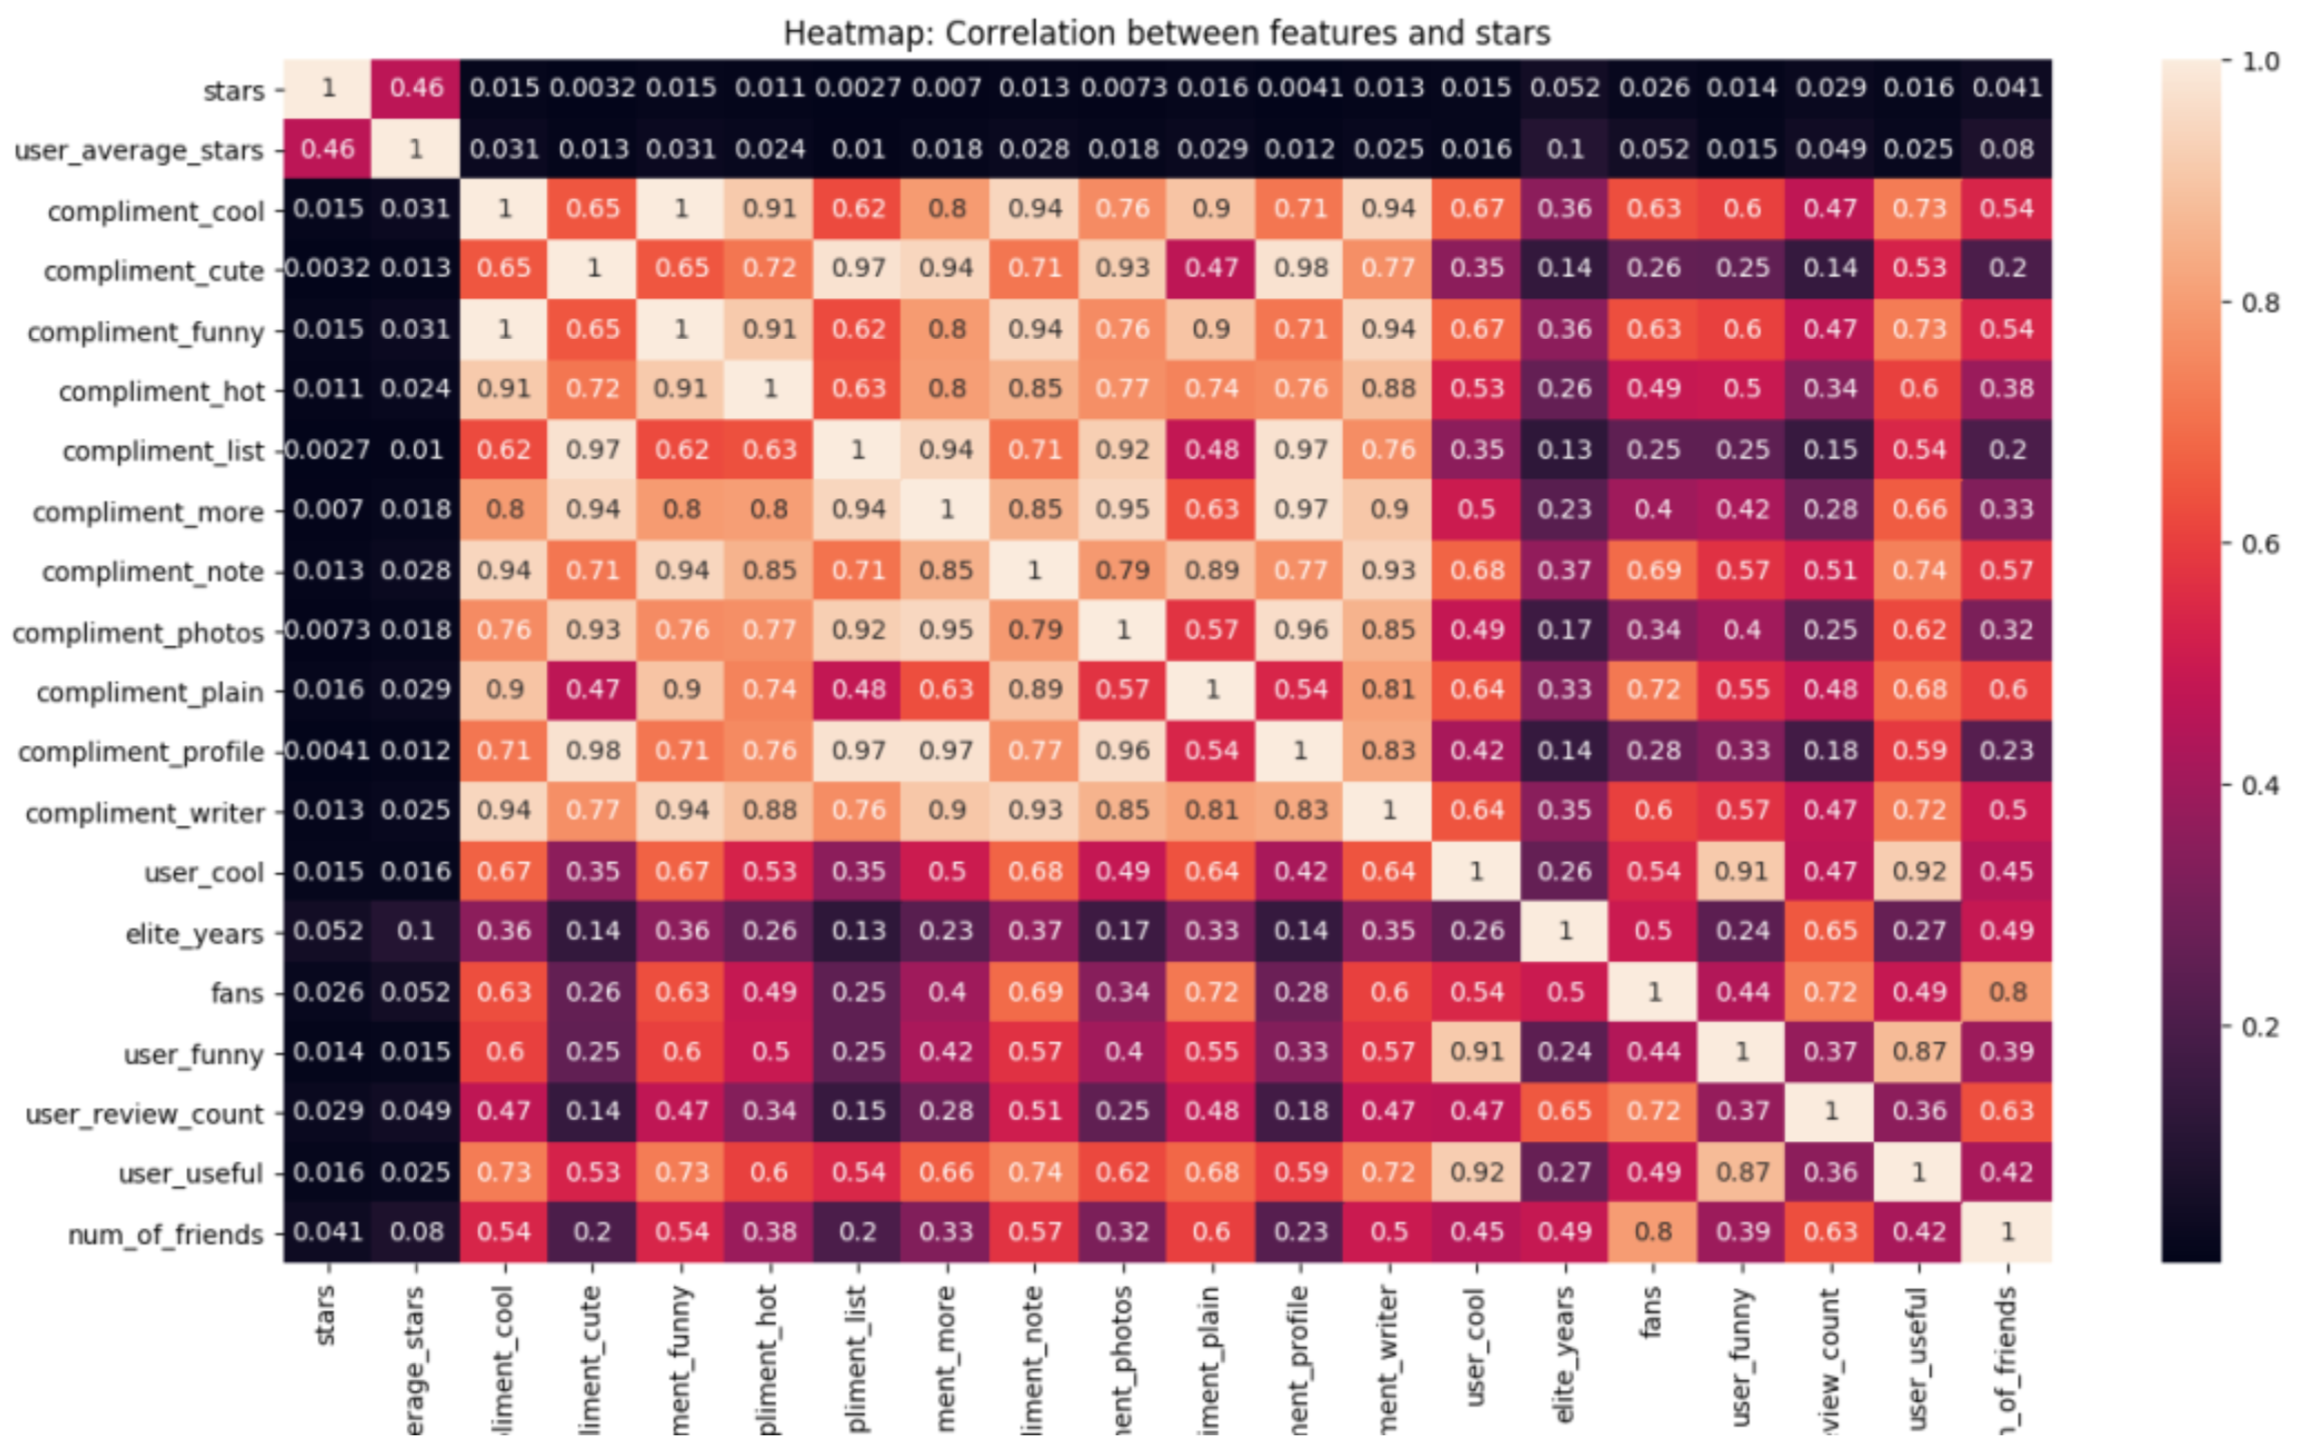 Heatmap: Correlation between features and stars
stars 1 0.46 0.015 0.0032 0.015 0.011 0.0027 0.007 0.013 0.0073 0.016 0.0041 0.013 0.015 0.052 0.026 0.014 0.029 0.016 0.041
user_average_stars 0.46 1 0.031 0.013 0.031 0.024 0.01 0.018 0.028 0.018 0.029 0.012 0.025 0.016 0.1 0.052 0.015 0.049 0.025 0.08
compliment_cool 0.015 0.031 1 0.65 1 0.91 0.62 0.8 0.94 0.76 0.9 0.71 0.94 0.67 0.36 0.63 0.6 0.47 0.73 0.54
compliment_cute 0.0032 0.013 0.65 1 0.65 0.72 0.97 0.94 0.71 0.93 0.47 0.98 0.77 0.35 0.14 0.26 0.25 0.14 0.53 0.2
compliment_funny 0.015 0.031 1 0.65 1 0.91 0.62 0.8 0.94 0.76 0.9 0.71 0.94 0.67 0.36 0.63 0.6 0.47 0.73 0.54
compliment_hot 0.011 0.024 0.91 0.72 0.91 1 0.63 0.8 0.85 0.77 0.74 0.76 0.88 0.53 0.26 0.49 0.5 0.34 0.6 0.38
compliment_list 0.0027 0.01 0.62 0.97 0.62 0.63 1 0.94 0.71 0.92 0.48 0.97 0.76 0.35 0.13 0.25 0.25 0.15 0.54 0.2
compliment_more 0.007 0.018 0.8 0.94 0.8 0.8 0.94 1 0.85 0.95 0.63 0.97 0.9 0.5 0.23 0.4 0.42 0.28 0.66 0.33
compliment_note 0.013 0.028 0.94 0.71 0.94 0.85 0.71 0.85 1 0.79 0.89 0.77 0.93 0.68 0.37 0.69 0.57 0.51 0.74 0.57
compliment_photos 0.0073 0.018 0.76 0.93 0.76 0.77 0.92 0.95 0.79 1 0.57 0.96 0.85 0.49 0.17 0.34 0.4 0.25 0.62 0.32
compliment_plain 0.016 0.029 0.9 0.47 0.9 0.74 0.48 0.63 0.89 0.57 1 0.54 0.81 0.64 0.33 0.72 0.55 0.48 0.68 0.6
compliment_profile 0.0041 0.012 0.71 0.98 0.71 0.76 0.97 0.97 0.77 0.96 0.54 1 0.83 0.42 0.14 0.28 0.33 0.18 0.59 0.23
compliment_writer 0.013 0.025 0.94 0.77 0.94 0.88 0.76 0.9 0.93 0.85 0.81 0.83 1 0.64 0.35 0.6 0.57 0.47 0.72 0.5
user_cool 0.015 0.016 0.67 0.35 0.67 0.53 0.35 0.5 0.68 0.49 0.64 0.42 0.64 1 0.26 0.54 0.91 0.47 0.92 0.45
elite_years 0.052 0.1 0.36 0.14 0.36 0.26 0.13 0.23 0.37 0.17 0.33 0.14 0.35 0.26 1 0.5 0.24 0.65 0.27 0.49
fans 0.026 0.052 0.63 0.26 0.63 0.49 0.25 0.4 0.69 0.34 0.72 0.28 0.6 0.54 0.5 1 0.44 0.72 0.49 0.8
user_funny 0.014 0.015 0.6 0.25 0.6 0.5 0.25 0.42 0.57 0.4 0.55 0.33 0.57 0.91 0.24 0.44 1 0.37 0.87 0.39
user_review_count 0.029 0.049 0.47 0.14 0.47 0.34 0.15 0.28 0.51 0.25 0.48 0.18 0.47 0.47 0.65 0.72 0.37 1 0.36 0.63
user_useful 0.016 0.025 0.73 0.53 0.73 0.6 0.54 0.66 0.74 0.62 0.68 0.59 0.72 0.92 0.27 0.49 0.87 0.36 1 0.42
num_of_friends 0.041 0.08 0.54 0.2 0.54 0.38 0.2 0.33 0.57 0.32 0.6 0.23 0.5 0.45 0.49 0.8 0.39 0.63 0.42 1
stars
erage_stars
liment_cool
liment_cute
ment_funny
pliment_hot
pliment_list
ment_more
liment_note
ent_photos
iment_plain
ent_profile
ment_writer
user_cool
elite_years
fans
user_funny
view_count
user_useful
_of_friends
1.0
0.8
0.6
0.4
0.2